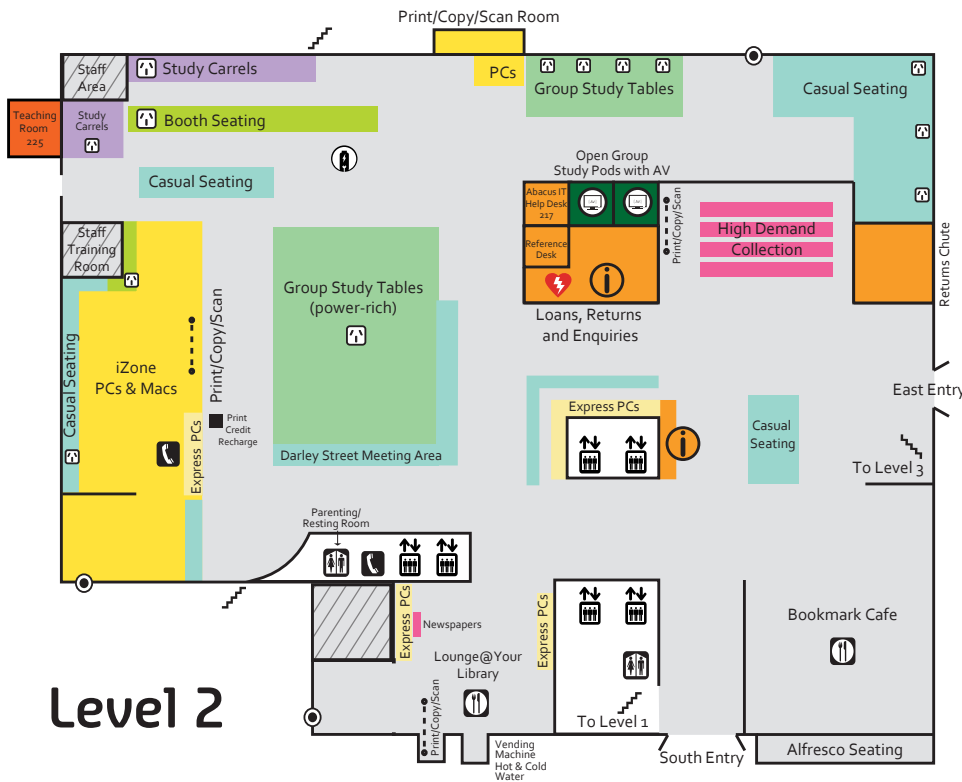 Print/Copy/Scan Room
Staff
Area
Study Carrels
PCs
Group Study Tables
Casual Seating
Teaching
Room
225
Study
Carrels
Booth Seating
Casual Seating
Open Group
Study Pods with AV
Abacus IT
Help Desk
217
Reference
Desk
Print/Copy/Scan
High Demand
Collection
Returns Chute
Staff
Training
Room
Group Study Tables
(power-rich)
Loans, Returns
and Enquiries
Print/Copy/Scan
iZone
PCs & Macs
Casual Seating
Print
Credit
Recharge
Express PCs
Darley Street Meeting Area
Express PCs
Casual
Seating
East Entry
To Level 3
Parenting/
Resting Room
Express PCs
Newspapers
Express PCs
Lounge@Your
Library
Bookmark Cafe
Level 2
Print/Copy/Scan
To Level 1
Vending
Machine
Hot & Cold
Water
South Entry
Alfresco Seating